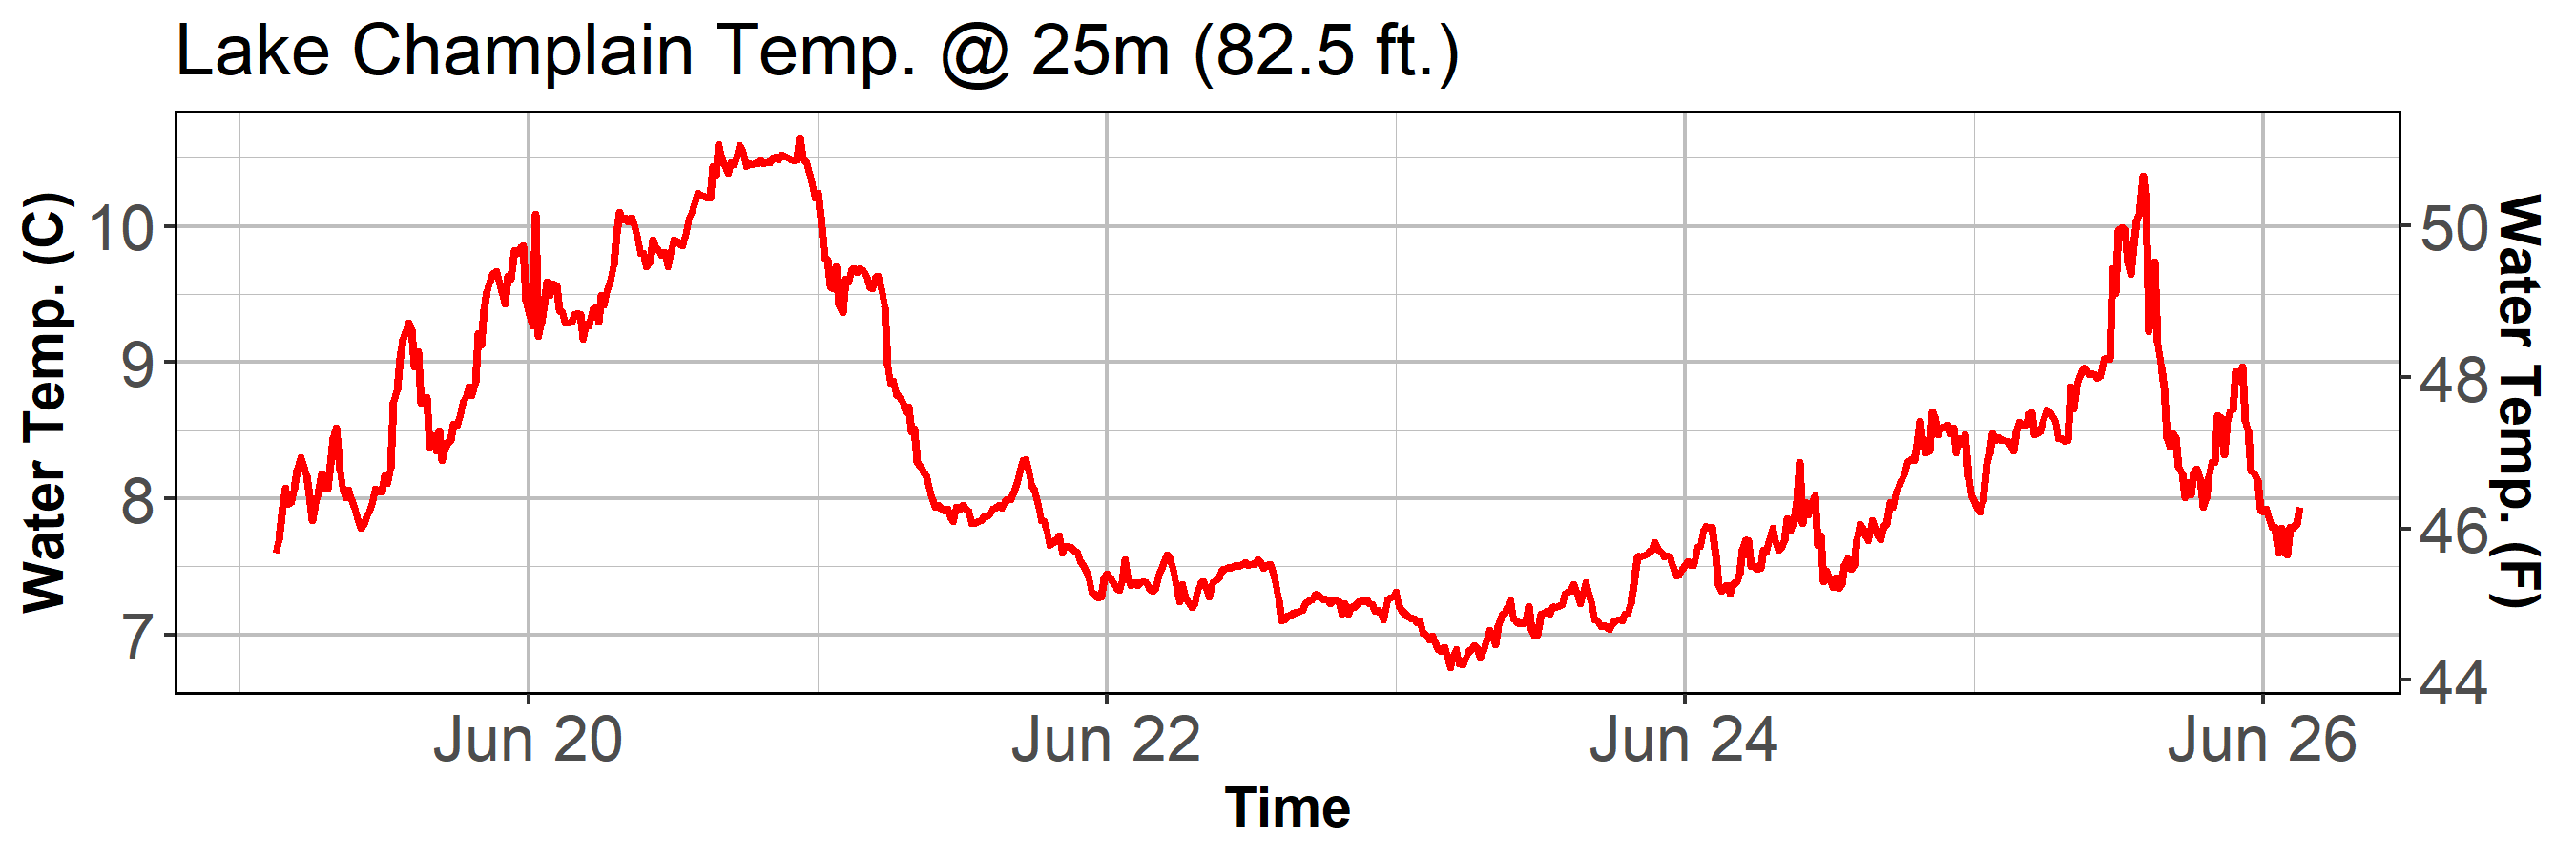 Lake Champlain Temp. @ 25m (82.5 ft.)
Water Temp. (C)
10
9
8
7
50
48
46
44
Water Temp. (F)
Jun 20 Jun 22 Jun 24 Jun 26
Time